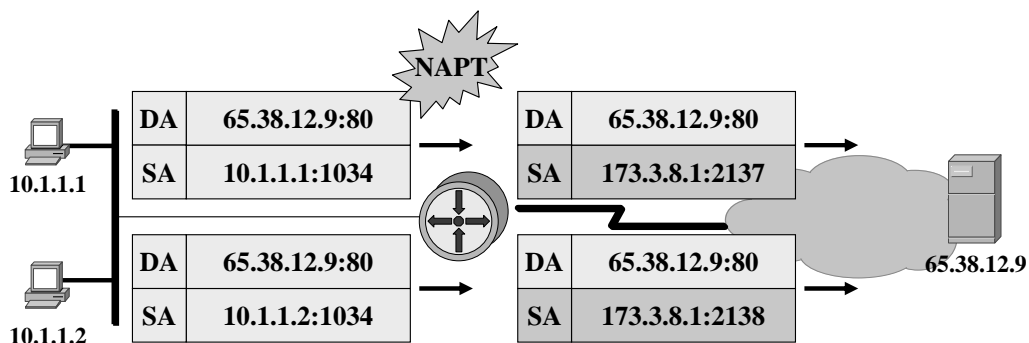 NAPT
DA 65.38.12.9:80
SA 10.1.1.1:1034
DA 65.38.12.9:80
SA 173.3.8.1:2137
10.1.1.1
DA 65.38.12.9:80
SA 10.1.1.2:1034
DA 65.38.12.9:80
SA 173.3.8.1:2138
65.38.12.9
10.1.1.2